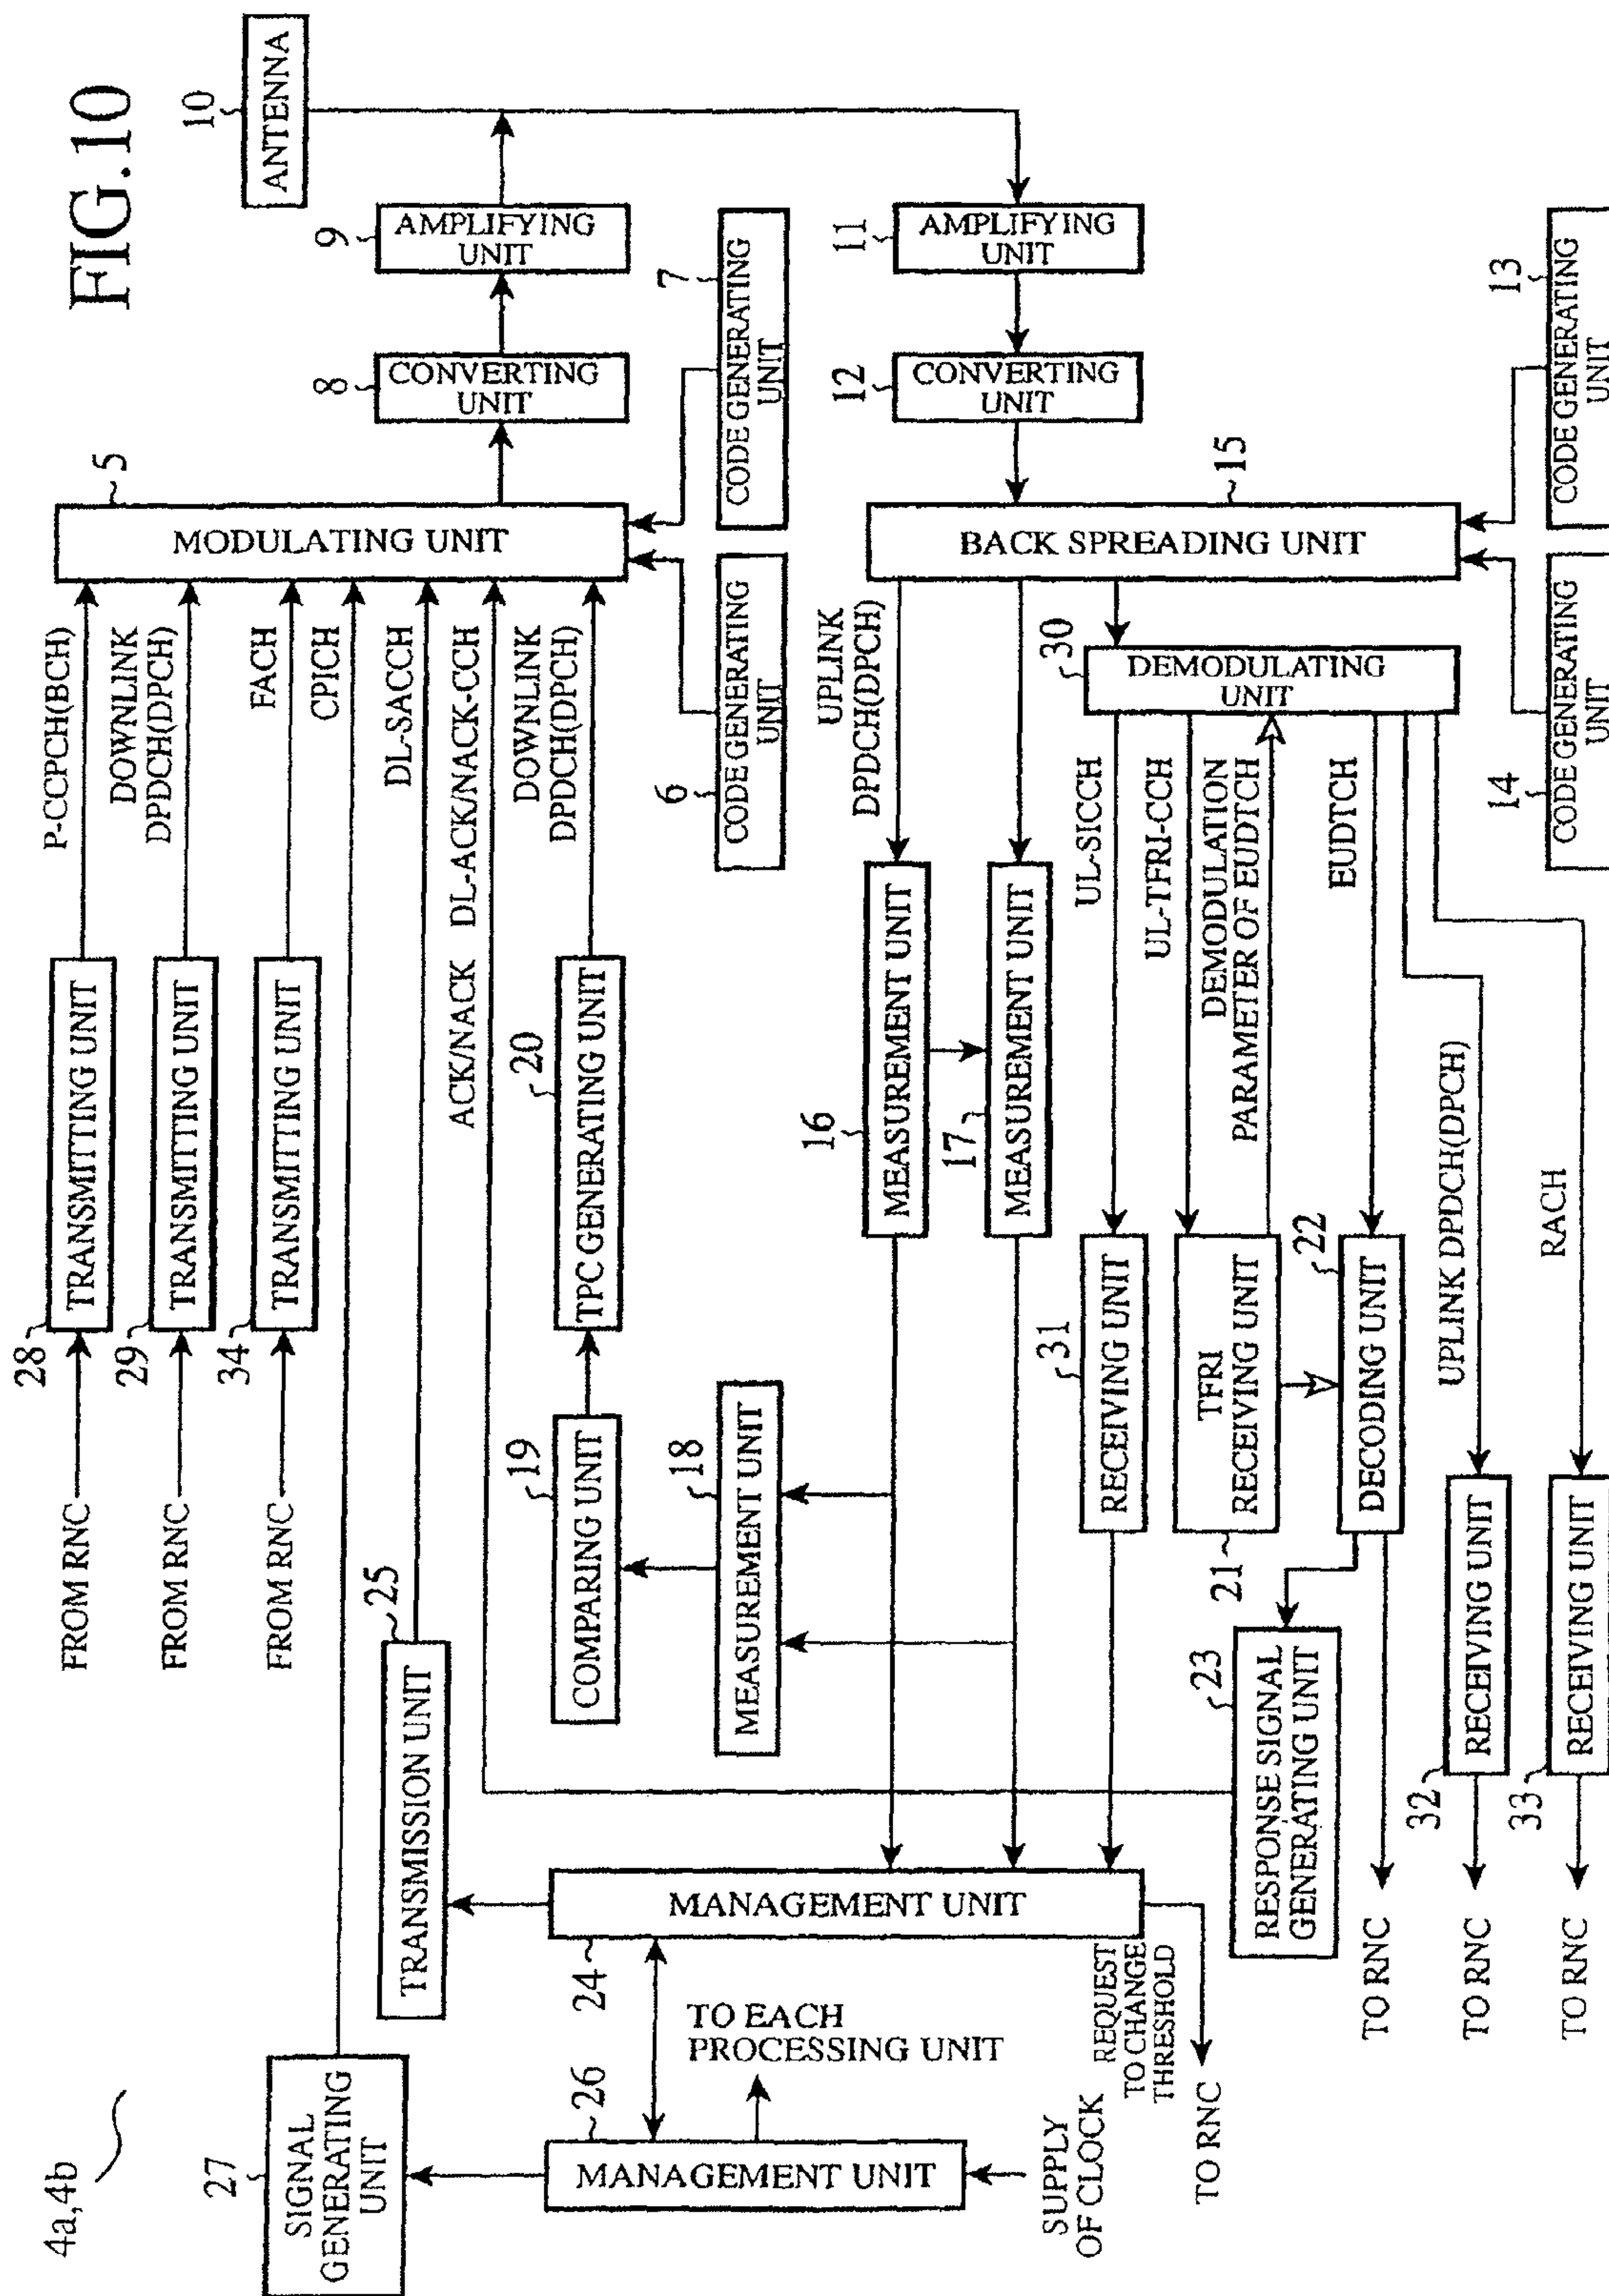 FIG.10
4a,4b
27
SIGNAL
GENERATING
UNIT
26
MANAGEMENT UNIT
SUPPLY
OF CLOCK
TO EACH
PROCESSING UNIT
24
MANAGEMENT UNIT
REQUEST
TO CHANGE
THRESHOLD
TO RNC
25
TRANSMISSION UNIT
FROM RNC
28
TRANSMITTING UNIT
P-CCPCH(BCH)
FROM RNC
29
TRANSMITTING UNIT
DOWNLINK
DPDCH(DPCH)
FROM RNC
34
TRANSMITTING UNIT
FACH
CPICH
DL-SACCH
ACK/NACK
DL-ACK/NACK-CCH
19
COMPARING UNIT
20
TPC GENERATING UNIT
DOWNLINK
DPDCH(DPCH)
18
MEASUREMENT UNIT
5
MODULATING UNIT
6
CODE GENERATING
UNIT
7
CODE GENERATING
UNIT
8
CONVERTING
UNIT
9
AMPLIFYING
UNIT
10
ANTENNA
11
AMPLIFYING
UNIT
12
CONVERTING
UNIT
15
BACK SPREADING UNIT
13
CODE GENERATING
UNIT
14
CODE GENERATING
UNIT
UPLINK
DPDCH(DPCH)
16
MEASUREMENT UNIT
17
MEASUREMENT UNIT
30
DEMODULATING
UNIT
UL-SICCH
31
RECEIVING UNIT
UL-TFRI-CCH
DEMODULATION
PARAMETER OF EUDTCH
21
TFRI
RECEIVING UNIT
EUDTCH
22
DECODING UNIT
23
RESPONSE SIGNAL
GENERATING UNIT
TO RNC
UPLINK DPDCH(DPCH)
32
RECEIVING UNIT
TO RNC
RACH
33
RECEIVING UNIT
TO RNC